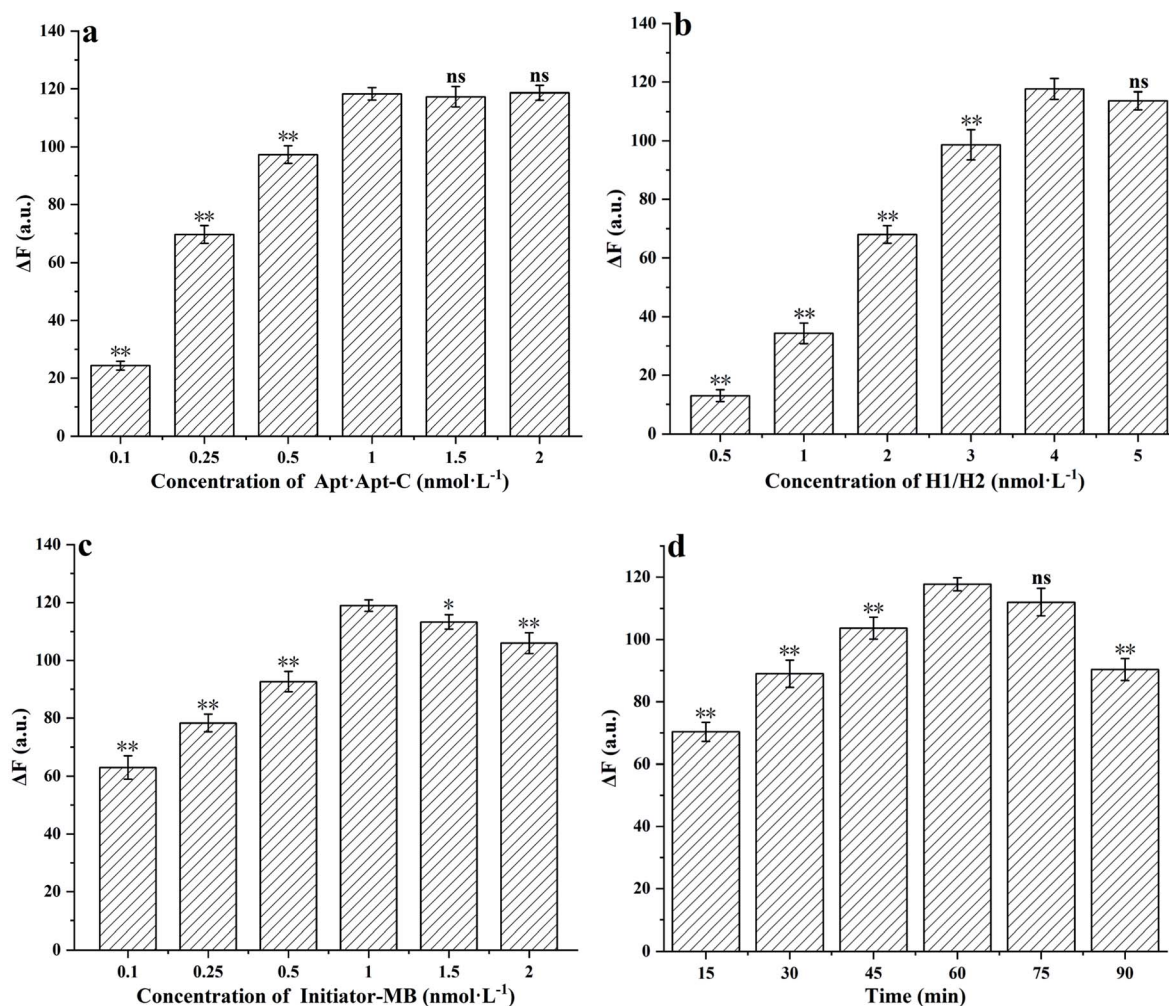 a
140
120
100
80
60
40
20
0
ΔF (a.u.)
**
**
**
ns
ns
0.1 0.25 0.5 1 1.5 2
Concentration of Apt·Apt-C (nmol·L⁻¹)
b
140
120
100
80
60
40
20
0
ΔF (a.u.)
**
**
**
**
ns
0.5 1 2 3 4 5
Concentration of H1/H2 (nmol·L⁻¹)
c
140
120
100
80
60
40
20
0
ΔF (a.u.)
**
**
**
*
**
0.1 0.25 0.5 1 1.5 2
Concentration of Initiator-MB (nmol·L⁻¹)
d
120
100
80
60
40
20
0
ΔF (a.u.)
**
**
**
ns
**
15 30 45 60 75 90
Time (min)